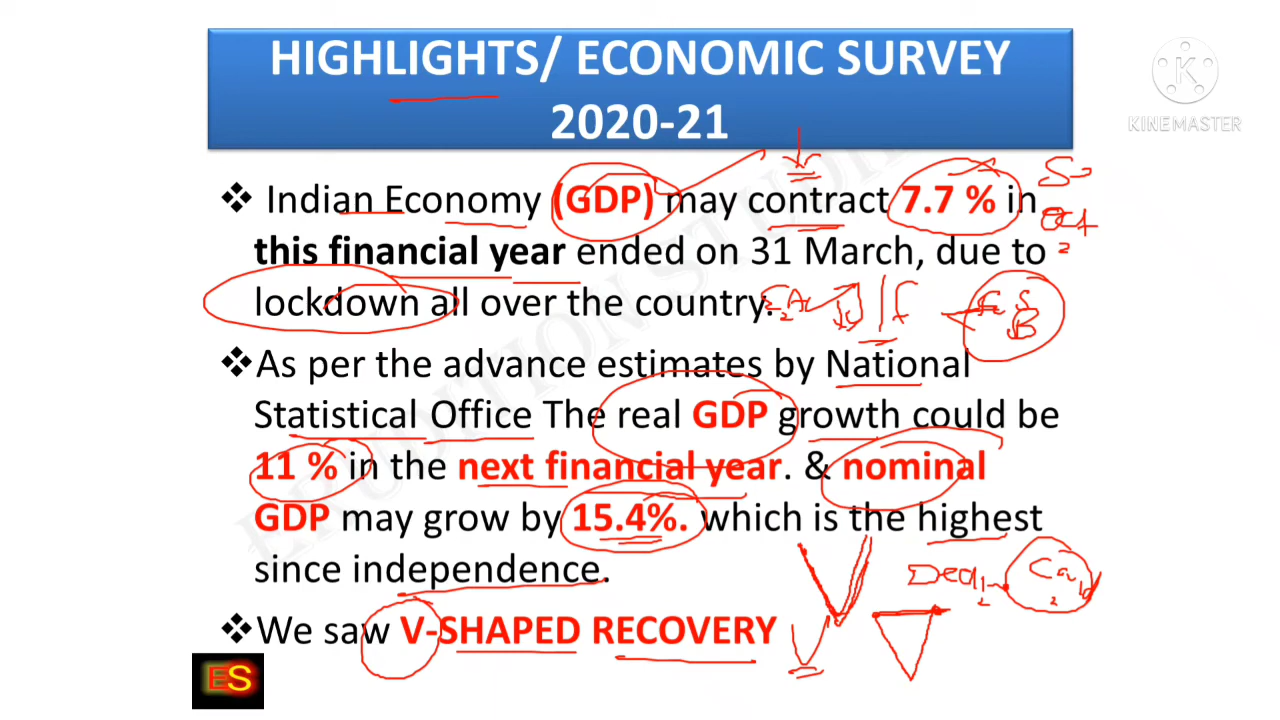 HIGHLIGHTS/ ECONOMIC SURVEY
2020-21
KINEMASTER
❖ Indian Economy (GDP) may contract 7.7 % in
this financial year ended on 31 March, due to
lockdown all over the country.
❖As per the advance estimates by National
Statistical Office The real GDP growth could be
11 % in the next financial year. & nominal
GDP may grow by 15.4%. which is the highest
since independence.
❖We saw V-SHAPED RECOVERY
ES